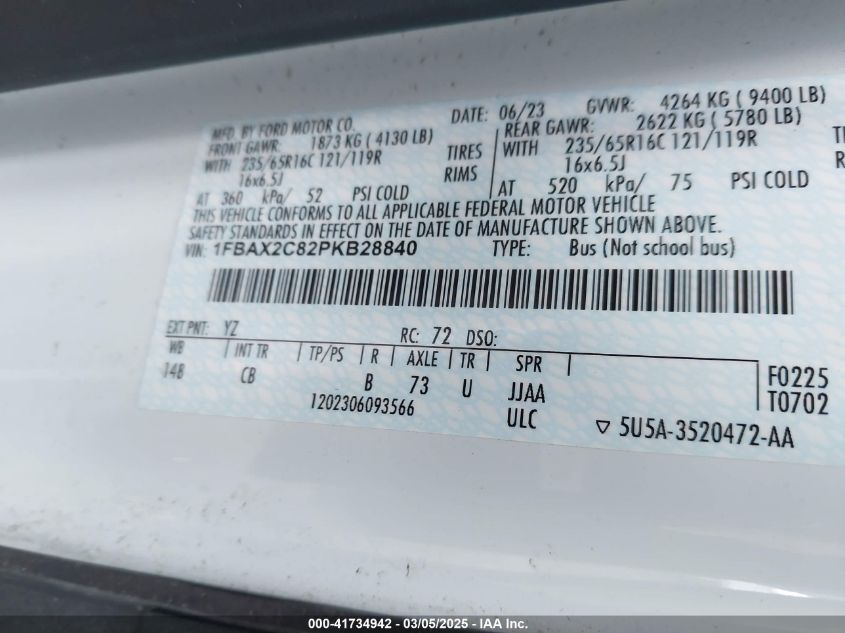 MFD. BY FORD MOTOR CO. DATE: 06/23 GVWR: 4264 KG ( 9400 LB)
FRONT GAWR: 1873 KG ( 4130 LB) REAR GAWR: 2622 KG ( 5780 LB)
WITH 235/65R16C 121/119R TIRES WITH 235/65R16C 121/119R
16x6.5J RIMS 16x6.5J
AT 360 kPa/ 52 PSI COLD AT 520 kPa/ 75 PSI COLD
THIS VEHICLE CONFORMS TO ALL APPLICABLE FEDERAL MOTOR VEHICLE
SAFETY STANDARDS IN EFFECT ON THE DATE OF MANUFACTURE SHOWN ABOVE.
VIN: 1FBAX2C82PKB28840 TYPE: Bus (Not school bus)
EXT PNT: YZ RC: 72 DSO:
WB INT TR TP/PS R AXLE TR SPR
148 CB B 73 U JJAA
F0225
T0702
1202306093566 ULC
5U5A-3520472-AA
000-41734942 - 03/05/2025 - IAA Inc.